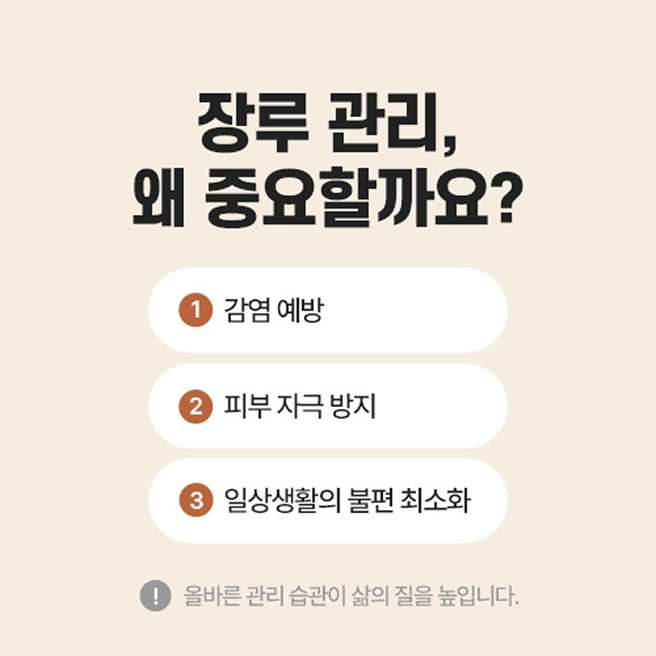 장루 관리,
왜 중요할까요?
1 감염 예방
2 피부 자극 방지
3 일상생활의 불편 최소화
! 올바른 관리 습관이 삶의 질을 높입니다.